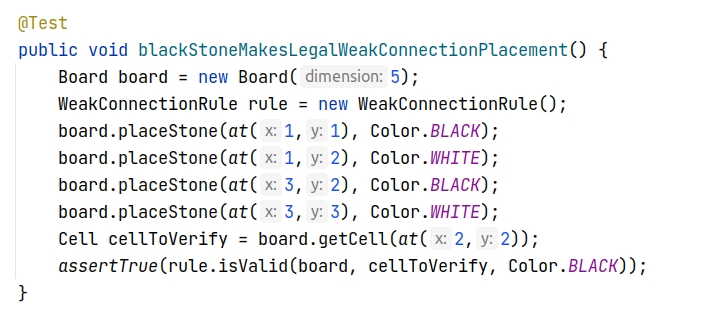 @Test
public void blackStoneMakesLegalWeakConnectionPlacement() {
    Board board = new Board( dimension: 5);
    WeakConnectionRule rule = new WeakConnectionRule();
    board.placeStone(at( x: 1, y: 1), Color.BLACK);
    board.placeStone(at( x: 1, y: 2), Color.WHITE);
    board.placeStone(at( x: 3, y: 2), Color.BLACK);
    board.placeStone(at( x: 3, y: 3), Color.WHITE);
    Cell cellToVerify = board.getCell(at( x: 2, y: 2));
    assertTrue(rule.isValid(board, cellToVerify, Color.BLACK));
}